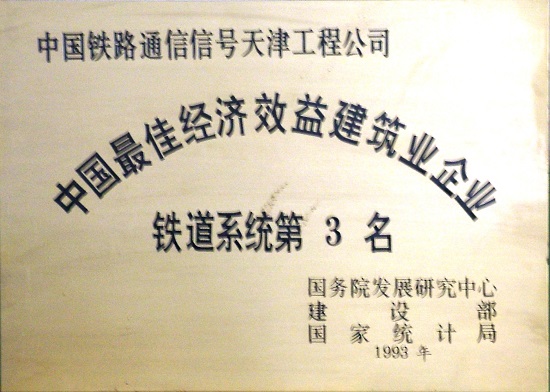 中国铁路通信信号天津工程公司
中国最佳经济效益建筑业企业
铁道系统第 3 名
国务院发展研究中心
建设部
国家统计局
1993 年